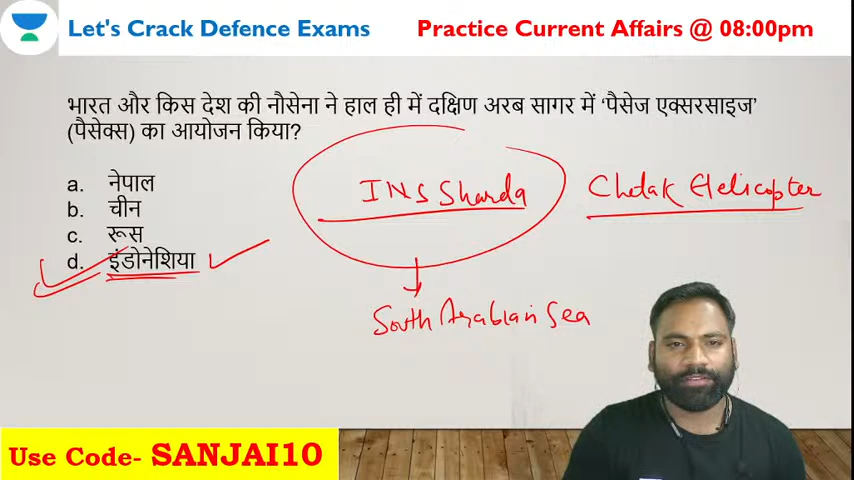 Let's Crack Defence Exams
Practice Current Affairs @ 08:00pm
भारत और किस देश की नौसेना ने हाल ही में दक्षिण अरब सागर में ‘पैसेज एक्सरसाइज’
(पैसेक्स) का आयोजन किया?
a. नेपाल
b. चीन
c. रूस
d. इंडोनेशिया
INS Sharda
Chetak Helicopter
South Arabian Sea
Use Code- SANJAI10